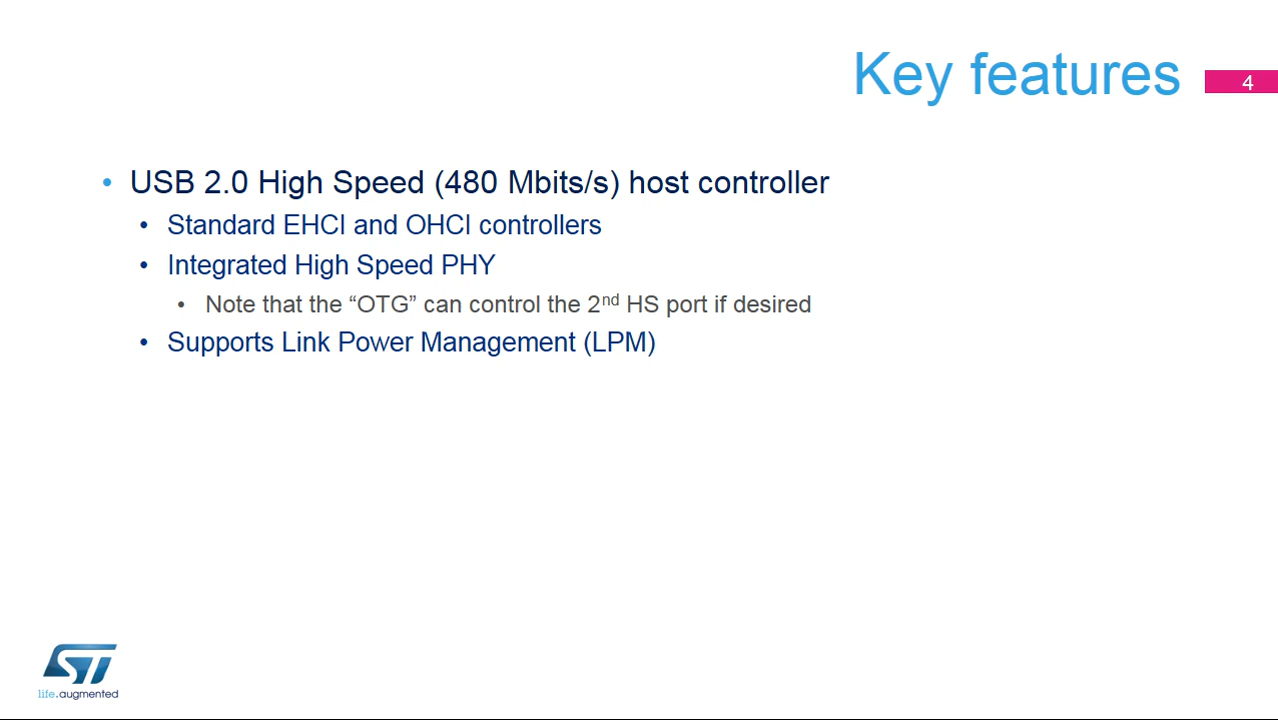 Key features
4
• USB 2.0 High Speed (480 Mbits/s) host controller
• Standard EHCI and OHCI controllers
• Integrated High Speed PHY
• Note that the “OTG” can control the 2nd HS port if desired
• Supports Link Power Management (LPM)
ST
life.augmented